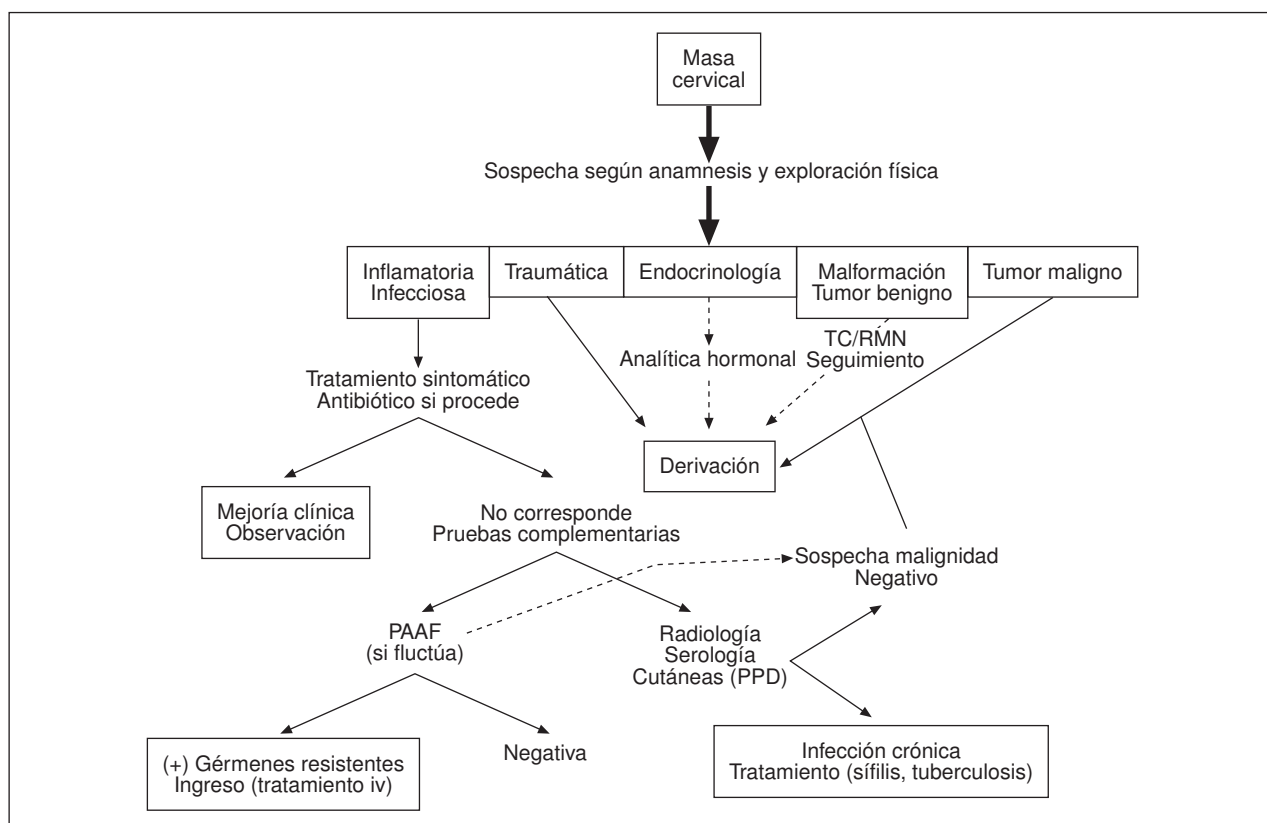 Masa
cervical
Sospecha según anamnesis y exploración física
Inflamatoria
Infecciosa
Traumática
Endocrinología
Malformación
Tumor benigno
Tumor maligno
Analítica hormonal
TC/RMN
Seguimiento
Tratamiento sintomático
Antibiótico si procede
Derivación
Mejoría clínica
Observación
No corresponde
Pruebas complementarias
Sospecha malignidad
Negativo
PAAF
(si fluctúa)
Radiología
Serología
Cutáneas (PPD)
(+) Gérmenes resistentes
Ingreso (tratamiento iv)
Negativa
Infección crónica
Tratamiento (sífilis, tuberculosis)